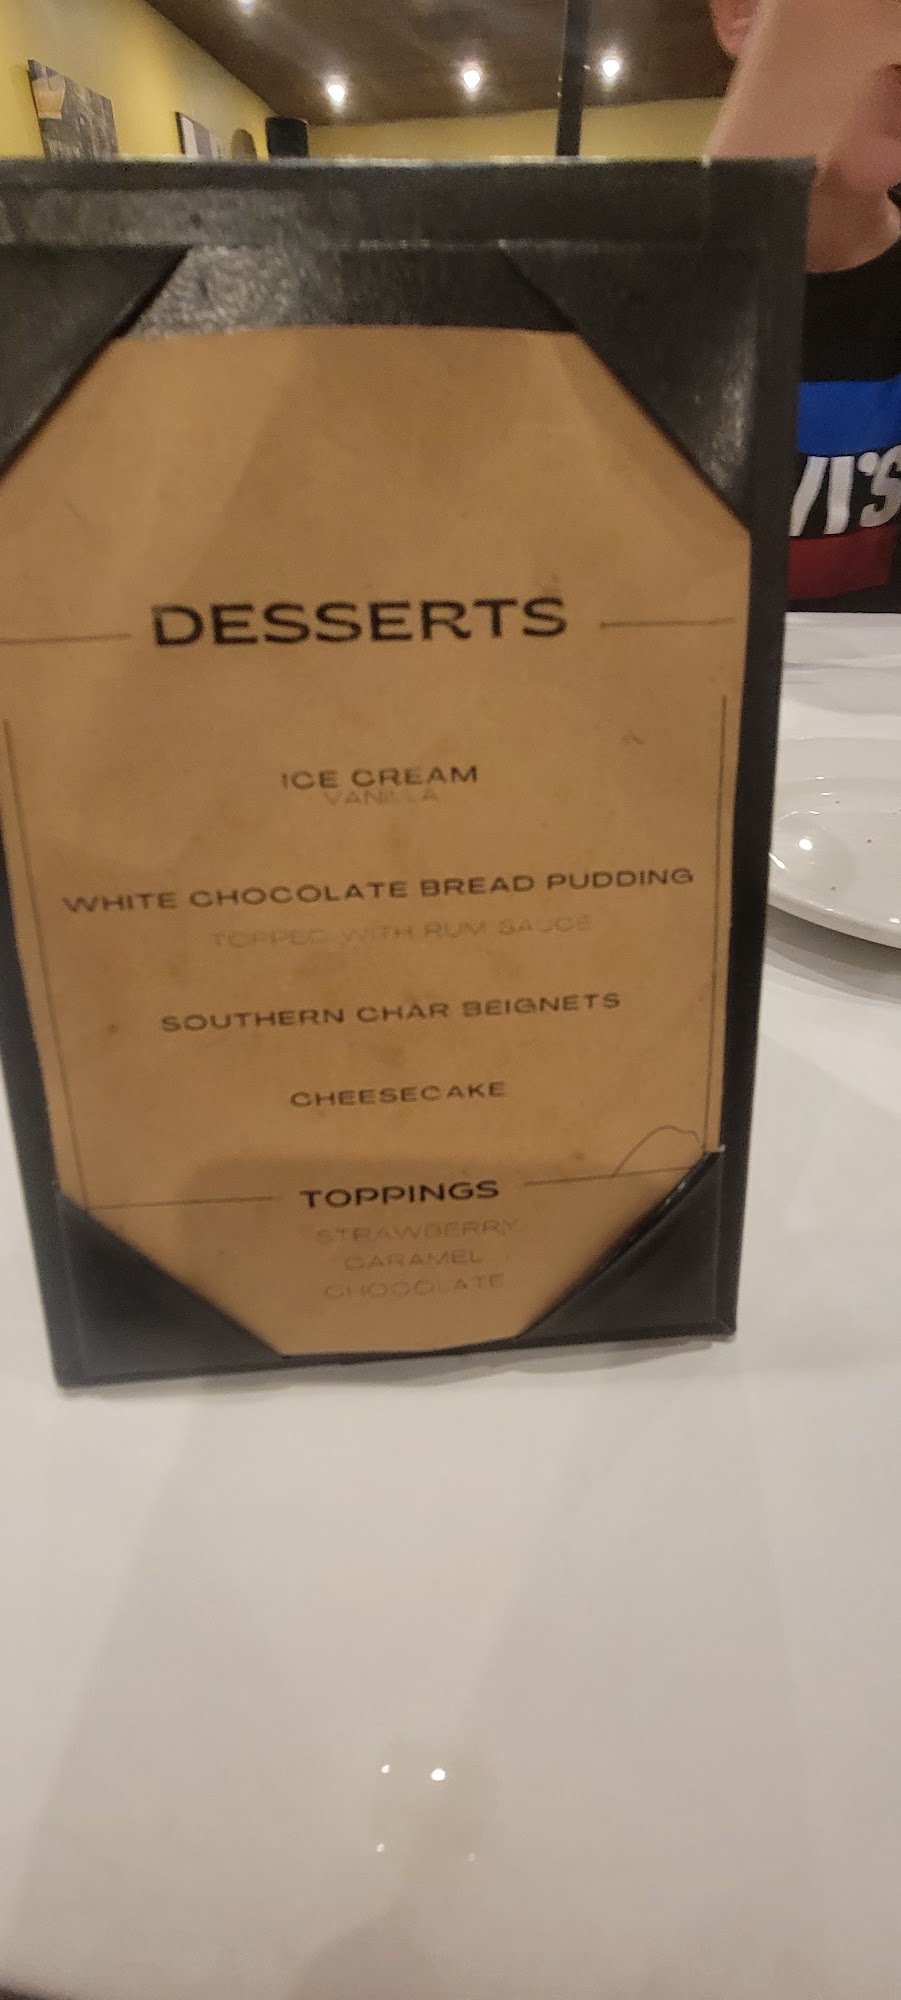 DESSERTS
ICE CREAM
VANILLA
WHITE CHOCOLATE BREAD PUDDING
TOPPED WITH RUM SAUCE
SOUTHERN CHAR BEIGNETS
CHEESECAKE
TOPPINGS
STRAWBERRY
CARAMEL
CHOCOLATE
VI'S